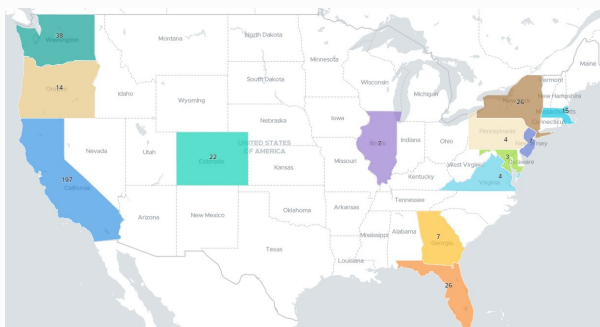 38
Washington
Montana
North Dakota
Minnesota
Maine
14
Idaho
South Dakota
Wisconsin
Michigan
Vermont
New Hampshire
Wyoming
26
15
Connecticut
Nebraska
Iowa
Pennsylvania
4
Nevada
Utah
22
Colorado
UNITED STATES
OF AMERICA
Indiana
Ohio
3
Delaware
197
California
Kansas
Missouri
West Virginia
4
Virginia
Kentucky
Arizona
New Mexico
Oklahoma
Arkansas
Tennessee
Mississippi
Alabama
7
Georgia
Texas
Louisiana
26